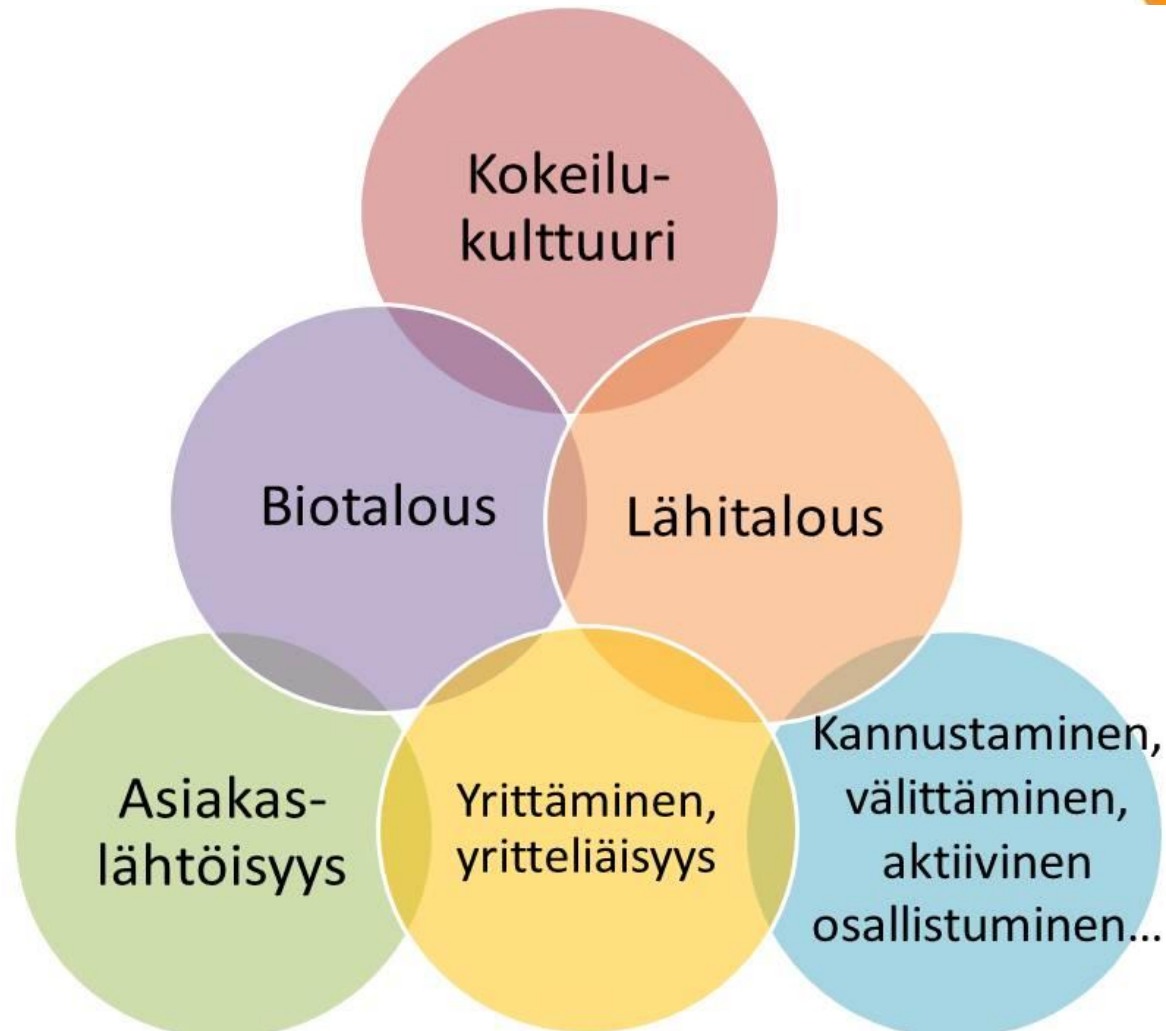 Kokeilu-
kulttuuri
Biotalous
Lähitalous
Asiakas-
lähtöisyys
Yrittäminen,
yritteliäisyys
Kannustaminen,
välittäminen,
aktiivinen
osallistuminen...